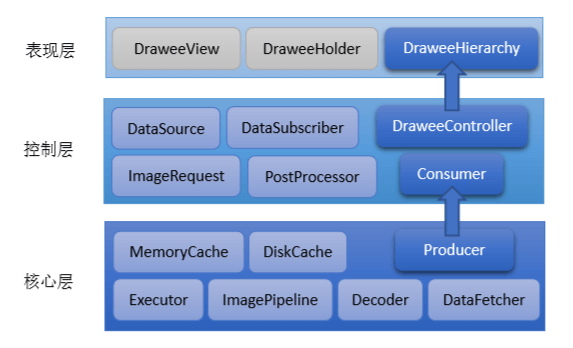 表现层
DraweeView DraweeHolder DraweeHierarchy
控制层
DataSource DataSubscriber DraweeController
ImageRequest PostProcessor Consumer
核心层
MemoryCache DiskCache Producer
Executor ImagePipeline Decoder DataFetcher